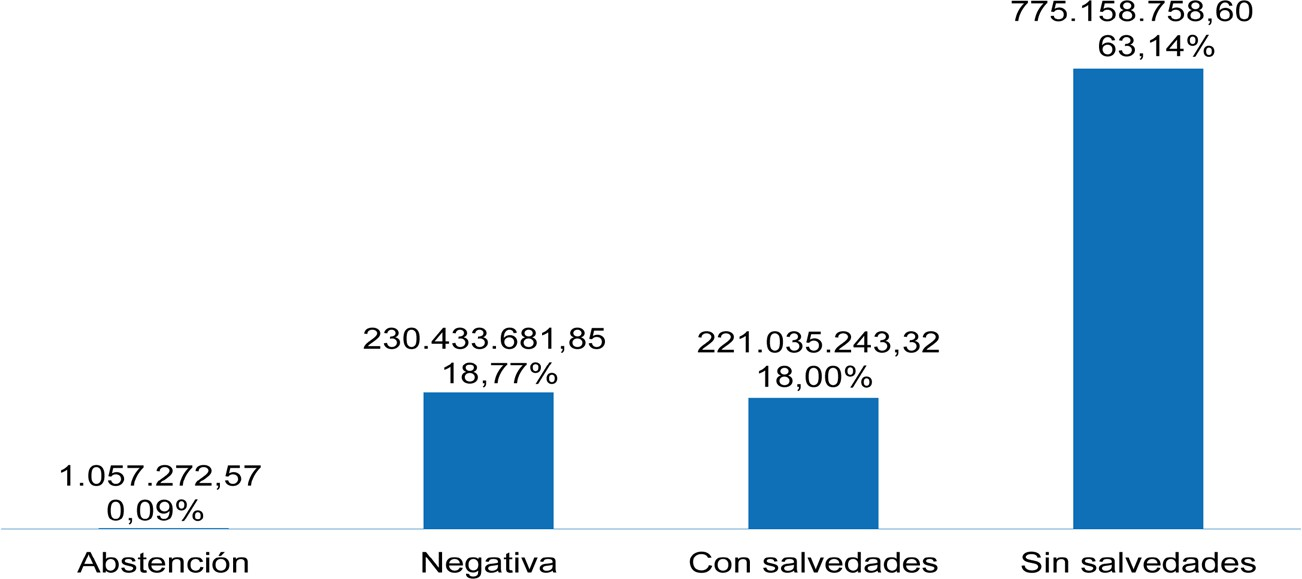 775.158.758,60
63,14%
230.433.681,85
18,77%
221.035.243,32
18,00%
1.057.272,57
0,09%
Abstención
Negativa
Con salvedades
Sin salvedades